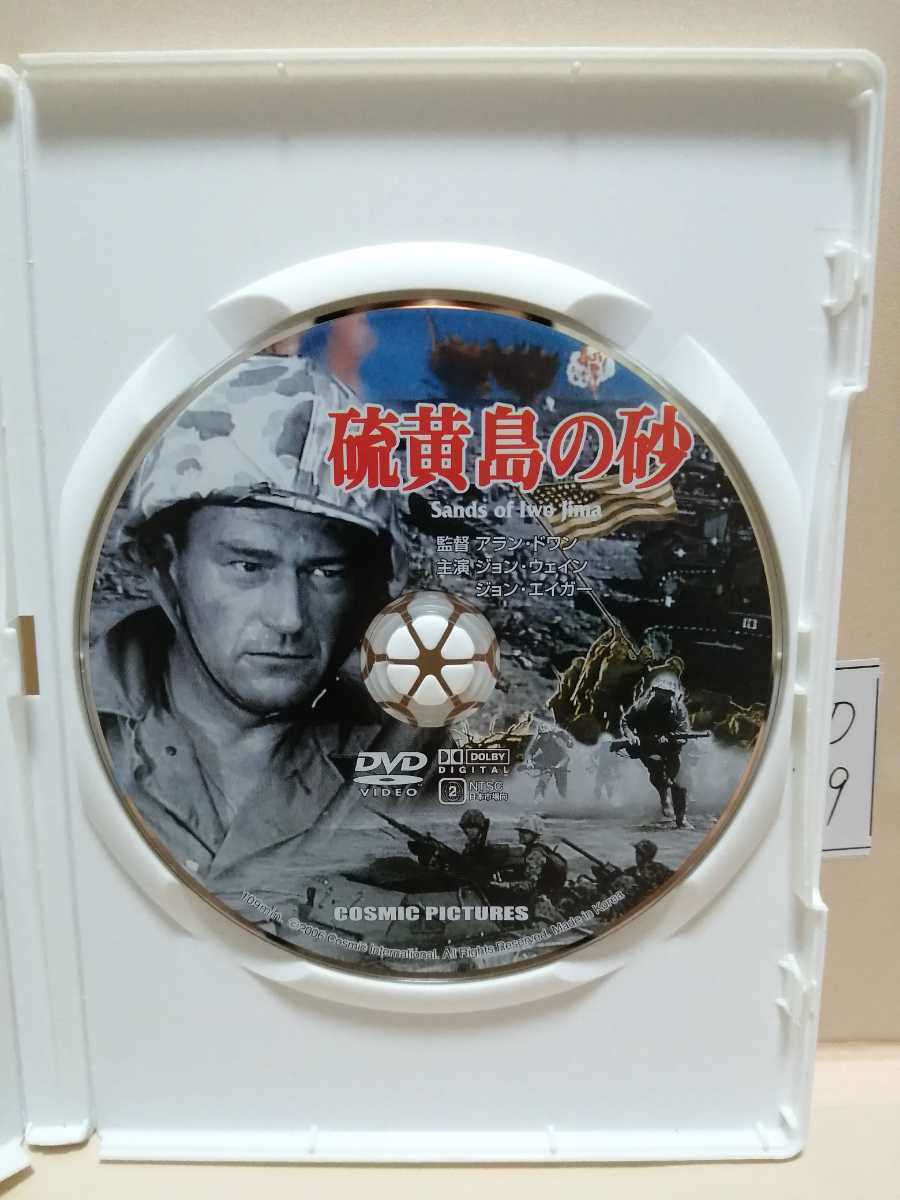 硫黄島の砂
Sands of Iwo Jima
監督 アラン・ドワン
主演 ジョン・ウェイン
ジョン・エイガー
DVD
VIDEO
DOLBY
DIGITAL
2
NTSC
日本市場向
COSMIC PICTURES
109min. ©2006 Cosmic International. All Rights Reserved. Made in Korea
9